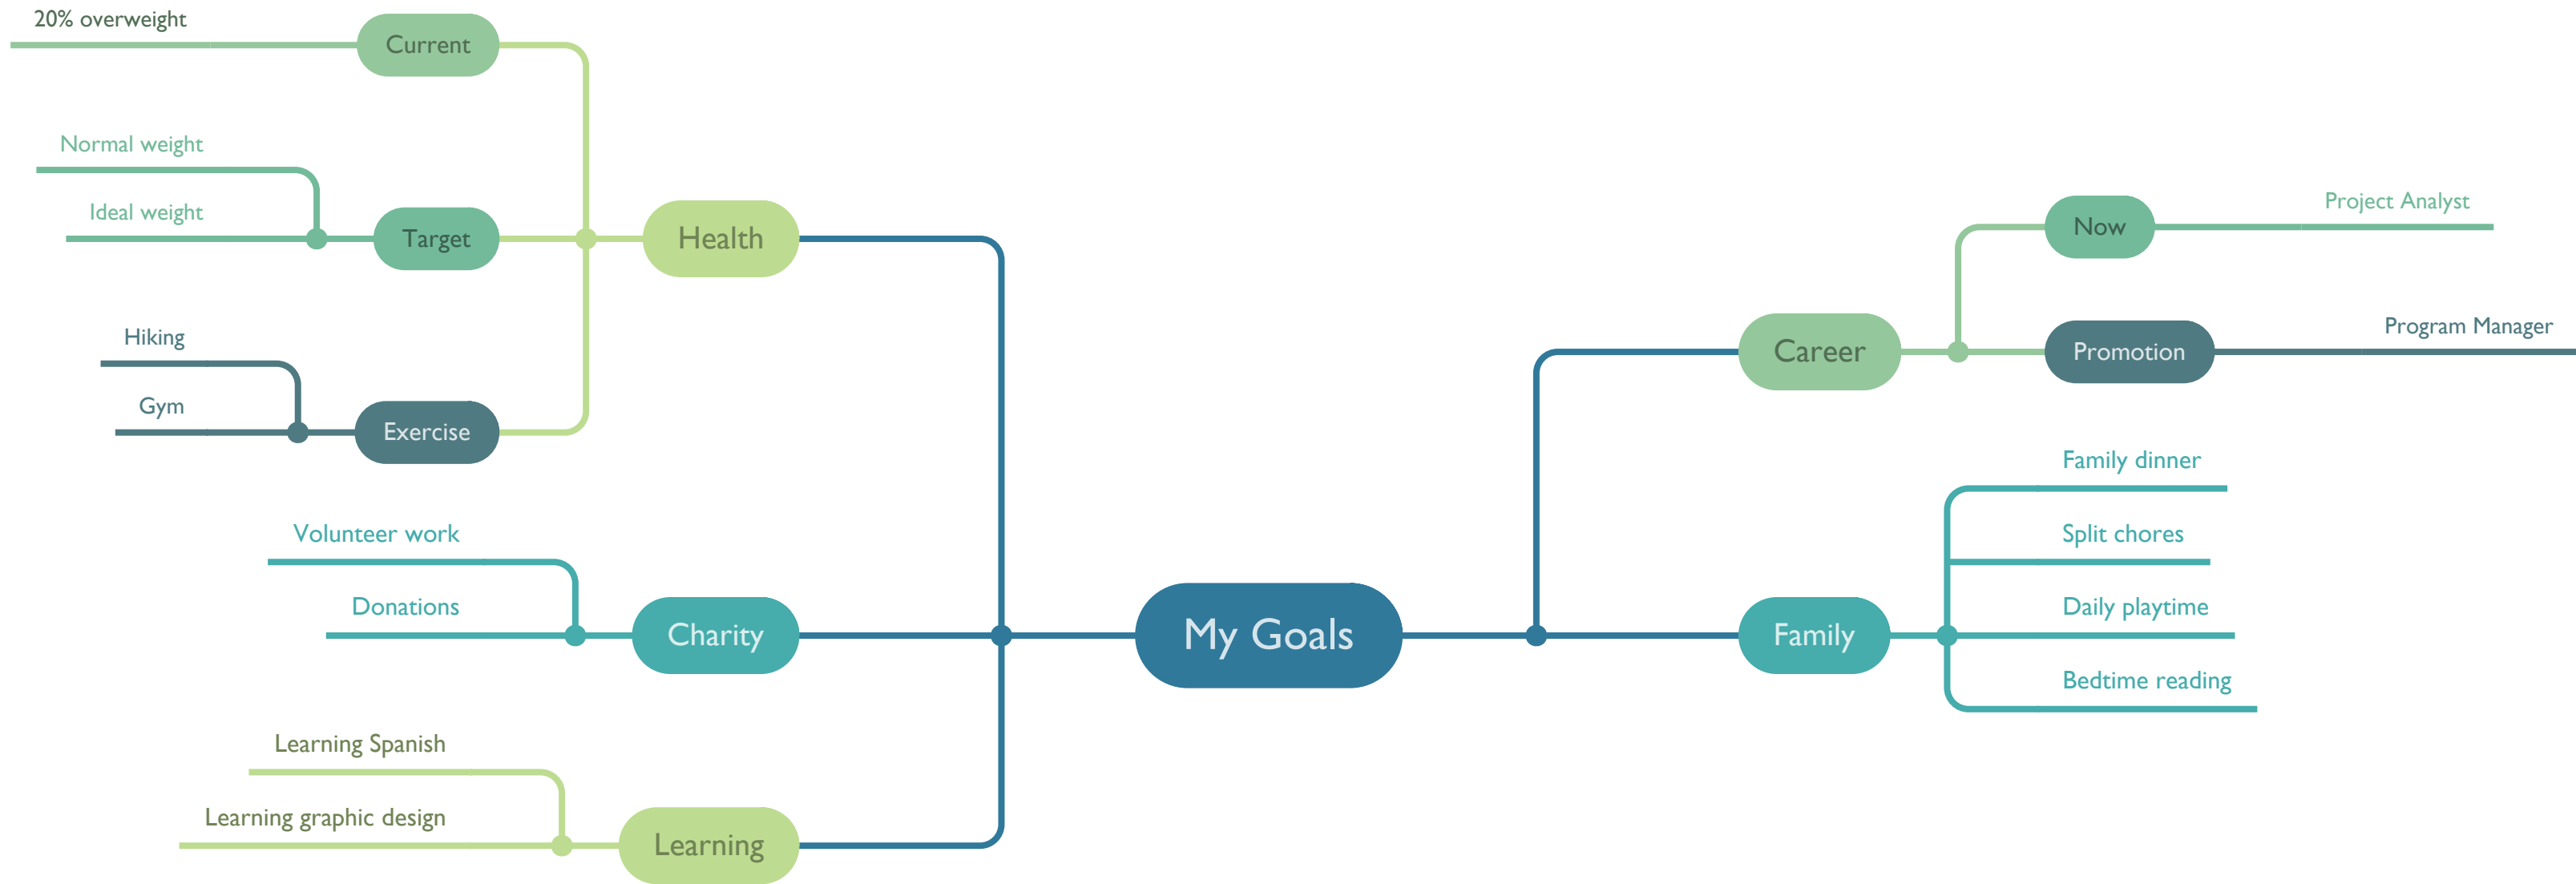 My Goals
Health
Current
20% overweight
Target
Normal weight
Ideal weight
Exercise
Hiking
Gym
Charity
Volunteer work
Donations
Learning
Learning Spanish
Learning graphic design
Career
Now
Project Analyst
Promotion
Program Manager
Family
Family dinner
Split chores
Daily playtime
Bedtime reading